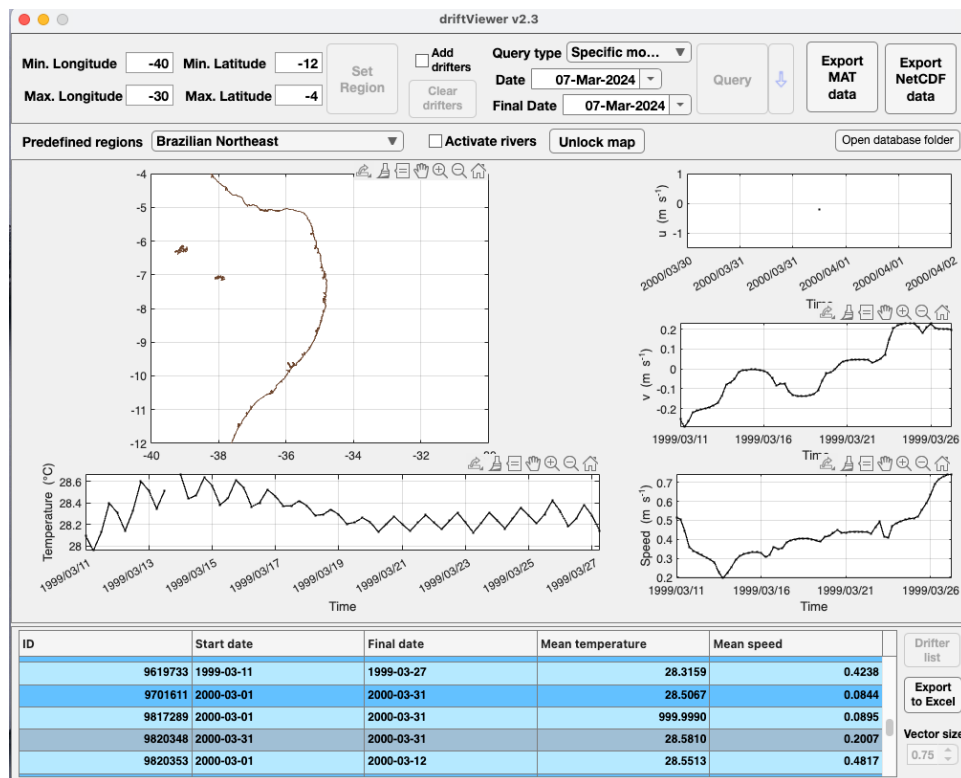 driftViewer v2.3
Min. Longitude -40 Min. Latitude -12
Max. Longitude -30 Max. Latitude -4
Set Region
Add drifters
Clear drifters
Query type Specific mo...
Date 07-Mar-2024
Final Date 07-Mar-2024
Query
Export MAT data
Export NetCDF data
Predefined regions Brazilian Northeast Activate rivers Unlock map Open database folder
-4
-5
-6
-7
-8
-9
-10
-11
-12
-40 -38 -36 -34 -32
1
0
-1
u (m s⁻¹)
2000/03/30 2000/03/31 2000/03/31 2000/04/01 2000/04/01 2000/04/02
0.2
0.1
0
-0.1
-0.2
v (m s⁻¹)
1999/03/11 1999/03/16 1999/03/21 1999/03/26
28.6
28.4
28.2
28
Temperature (°C)
1999/03/11 1999/03/13 1999/03/15 1999/03/17 1999/03/19 1999/03/21 1999/03/23 1999/03/25 1999/03/27
Time
0.7
0.6
0.5
0.4
0.3
0.2
Speed (m s⁻¹)
1999/03/11 1999/03/16 1999/03/21 1999/03/26
Time
ID Start date Final date Mean temperature Mean speed
9619733 1999-03-11 1999-03-27 28.3159 0.4238
9701611 2000-03-01 2000-03-31 28.5067 0.0844
9817289 2000-03-01 2000-03-31 999.9990 0.0895
9820348 2000-03-31 2000-03-31 28.5810 0.2007
9820353 2000-03-01 2000-03-12 28.5513 0.4817
Drifter list
Export to Excel
Vector size
0.75